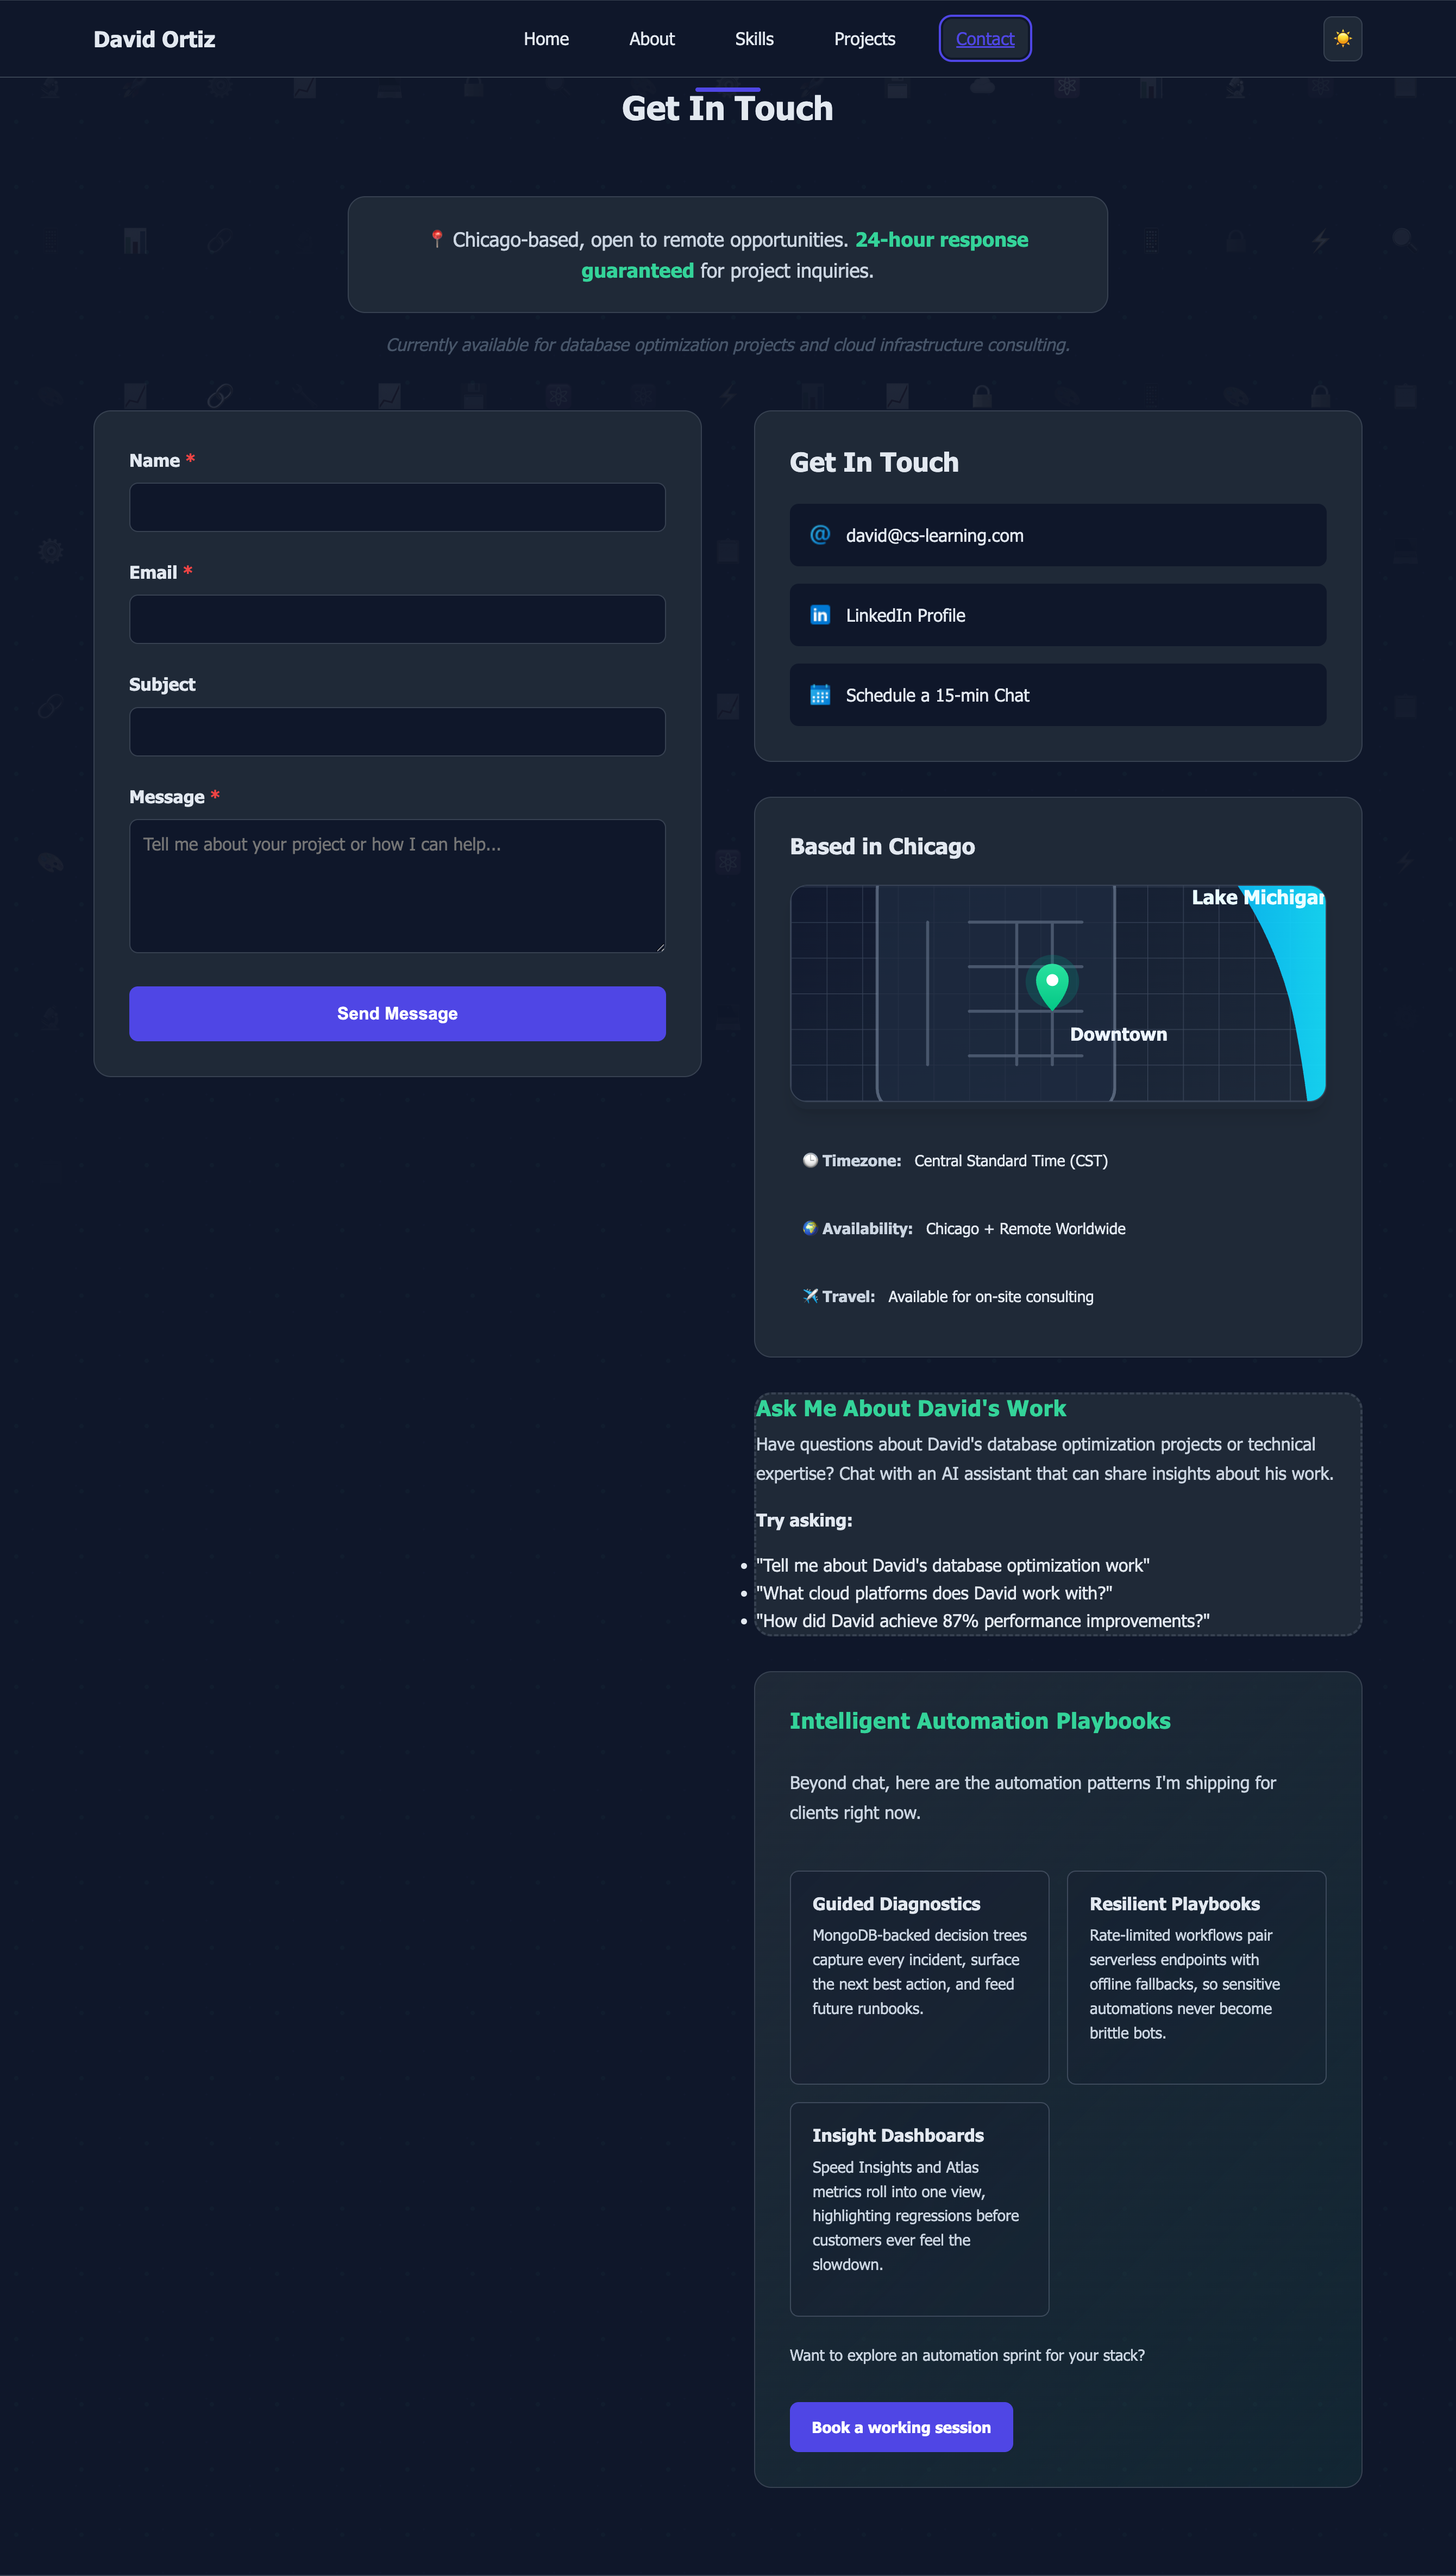 David Ortiz
Home
About
Skills
Projects
Contact
Get In Touch
Chicago-based, open to remote opportunities. 24-hour response
guaranteed for project inquiries.
Currently available for database optimization projects and cloud infrastructure consulting.
Name *
Email *
Subject
Message *
Tell me about your project or how I can help...
Send Message
Get In Touch
david@cs-learning.com
LinkedIn Profile
Schedule a 15-min Chat
Based in Chicago
Lake Michigan
Downtown
Timezone: Central Standard Time (CST)
Availability: Chicago + Remote Worldwide
Travel: Available for on-site consulting
Ask Me About David's Work
Have questions about David's database optimization projects or technical
expertise? Chat with an AI assistant that can share insights about his work.
Try asking:
• "Tell me about David's database optimization work"
• "What cloud platforms does David work with?"
• "How did David achieve 87% performance improvements?"
Intelligent Automation Playbooks
Beyond chat, here are the automation patterns I'm shipping for
clients right now.
Guided Diagnostics
MongoDB-backed decision trees
capture every incident, surface
the next best action, and feed
future runbooks.
Resilient Playbooks
Rate-limited workflows pair
serverless endpoints with
offline fallbacks, so sensitive
automations never become
brittle bots.
Insight Dashboards
Speed Insights and Atlas
metrics roll into one view,
highlighting regressions before
customers ever feel the
slowdown.
Want to explore an automation sprint for your stack?
Book a working session